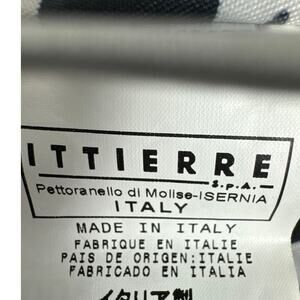 ITTIERRE
S.p.A.
Pettoranello di Molise-ISERNIA
ITALY
MADE IN ITALY
FABRIQUE EN ITALIE
PAIS DE ORIGEN:ITALIE
FABRICADO EN ITALIA
イタリア製